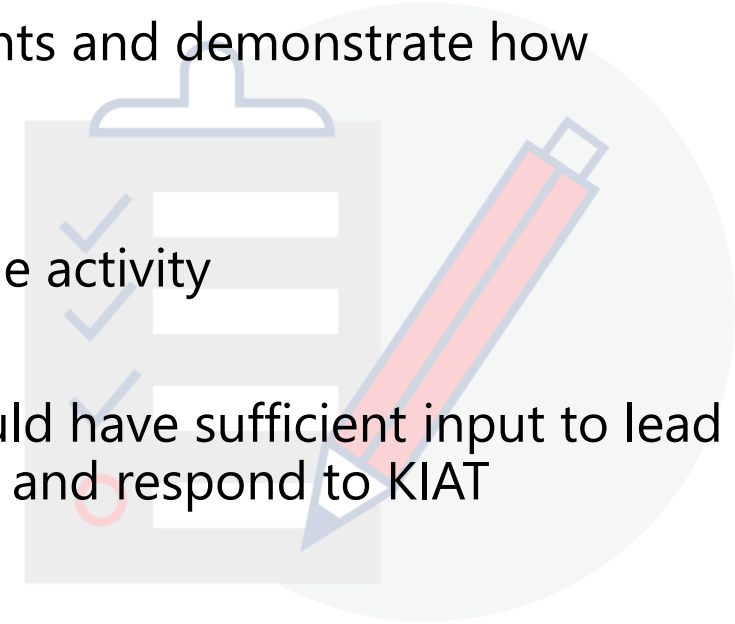 nts and demonstrate how
e activity
uld have sufficient input to lead
and respond to KIAT